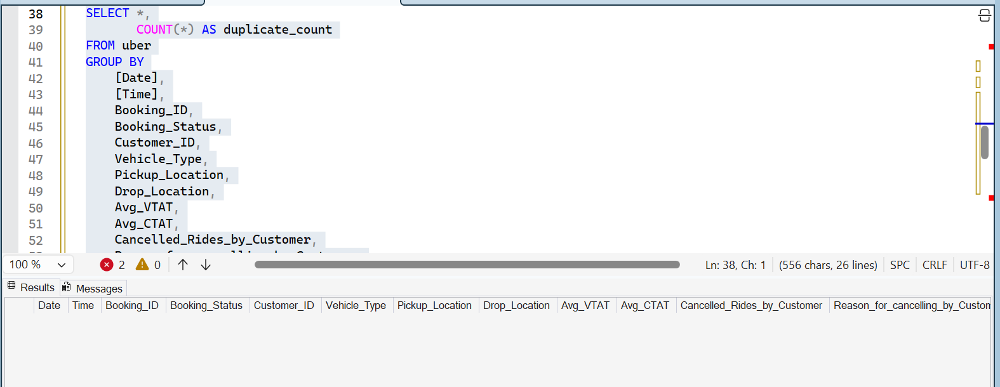 38 SELECT *,
39 COUNT(*) AS duplicate_count
40 FROM uber
41 GROUP BY
42 [Date],
43 [Time],
44 Booking_ID,
45 Booking_Status,
46 Customer_ID,
47 Vehicle_Type,
48 Pickup_Location,
49 Drop_Location,
50 Avg_VTAT,
51 Avg_CTAT,
52 Cancelled_Rides_by_Customer,
100 % 2 0 Ln: 38, Ch: 1 (556 chars, 26 lines) SPC CRLF UTF-8
Results Messages
Date Time Booking_ID Booking_Status Customer_ID Vehicle_Type Pickup_Location Drop_Location Avg_VTAT Avg_CTAT Cancelled_Rides_by_Customer Reason_for_cancelling_by_Custom